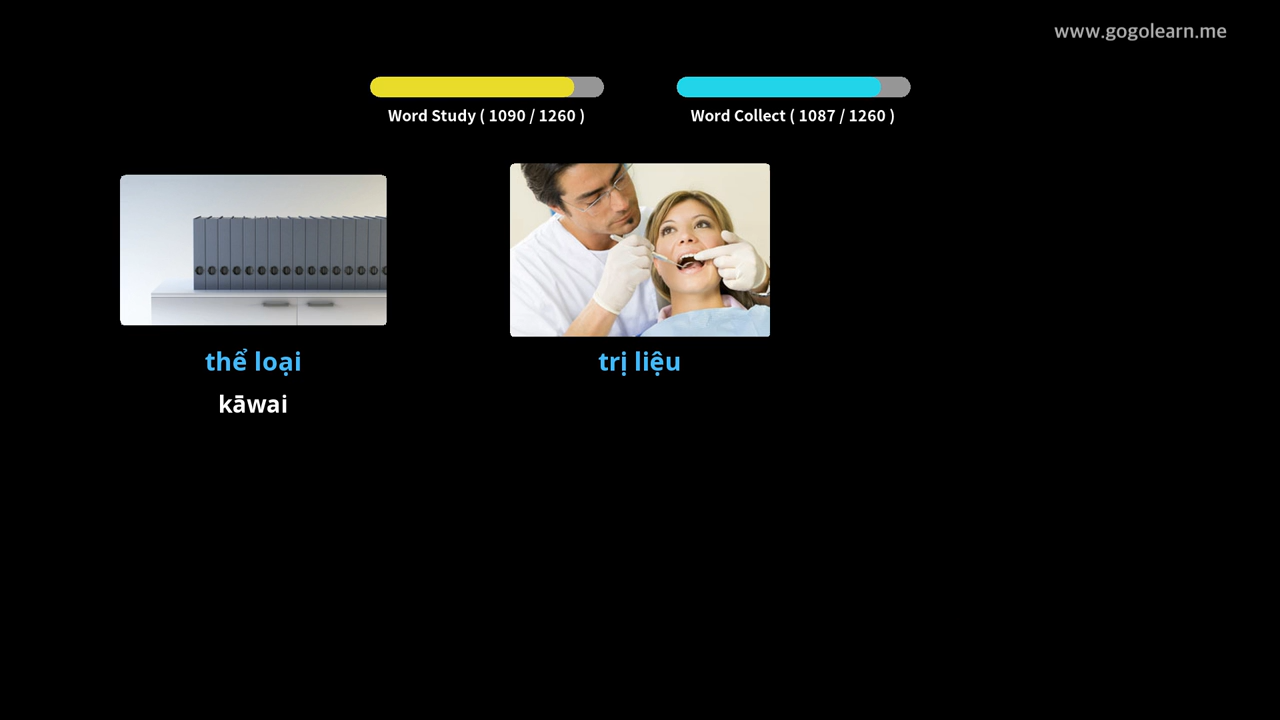 www.gogolearn.me
Word Study ( 1090 / 1260 )
Word Collect ( 1087 / 1260 )
thể loại
kāwai
trị liệu